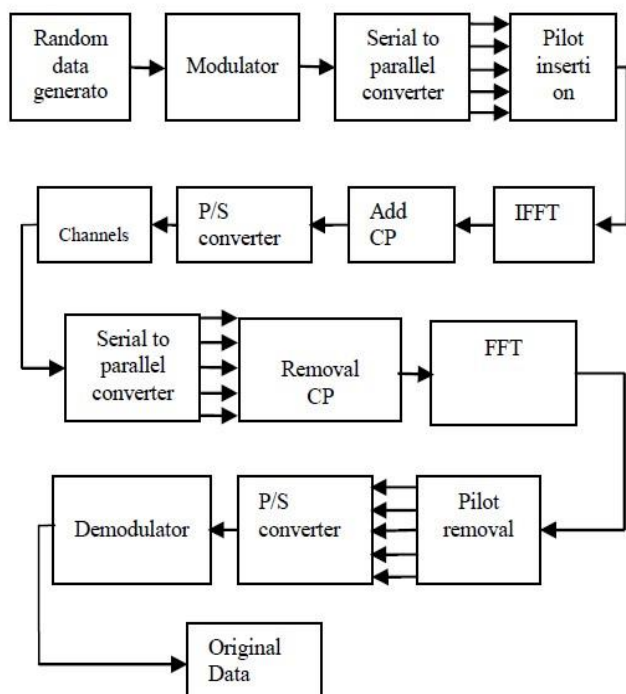 Random
data
generato
Modulator
Serial to
parallel
converter
Pilot
inserti
on
IFFT
Add
CP
P/S
converter
Channels
Serial to
parallel
converter
Removal
CP
FFT
Pilot
removal
P/S
converter
Demodulator
Original
Data